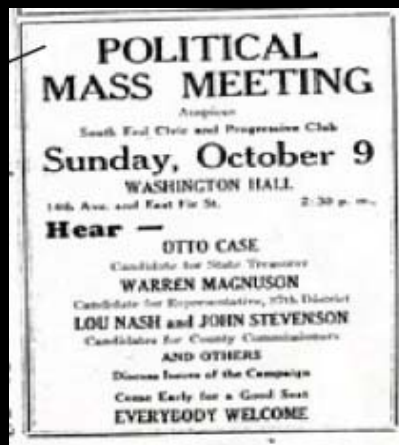 POLITICAL
MASS MEETING
Auspices
South End Civic and Progressive Club
Sunday, October 9
WASHINGTON HALL
14th Ave. and East Fir St. 2:30 p. m.,
Hear —
OTTO CASE
Candidate for State Treasurer
WARREN MAGNUSON
Candidate for Representative, 37th District
LOU NASH and JOHN STEVENSON
Candidates for County Commissioners
AND OTHERS
Discuss Issues of the Campaign
Come Early for a Good Seat
EVERYBODY WELCOME